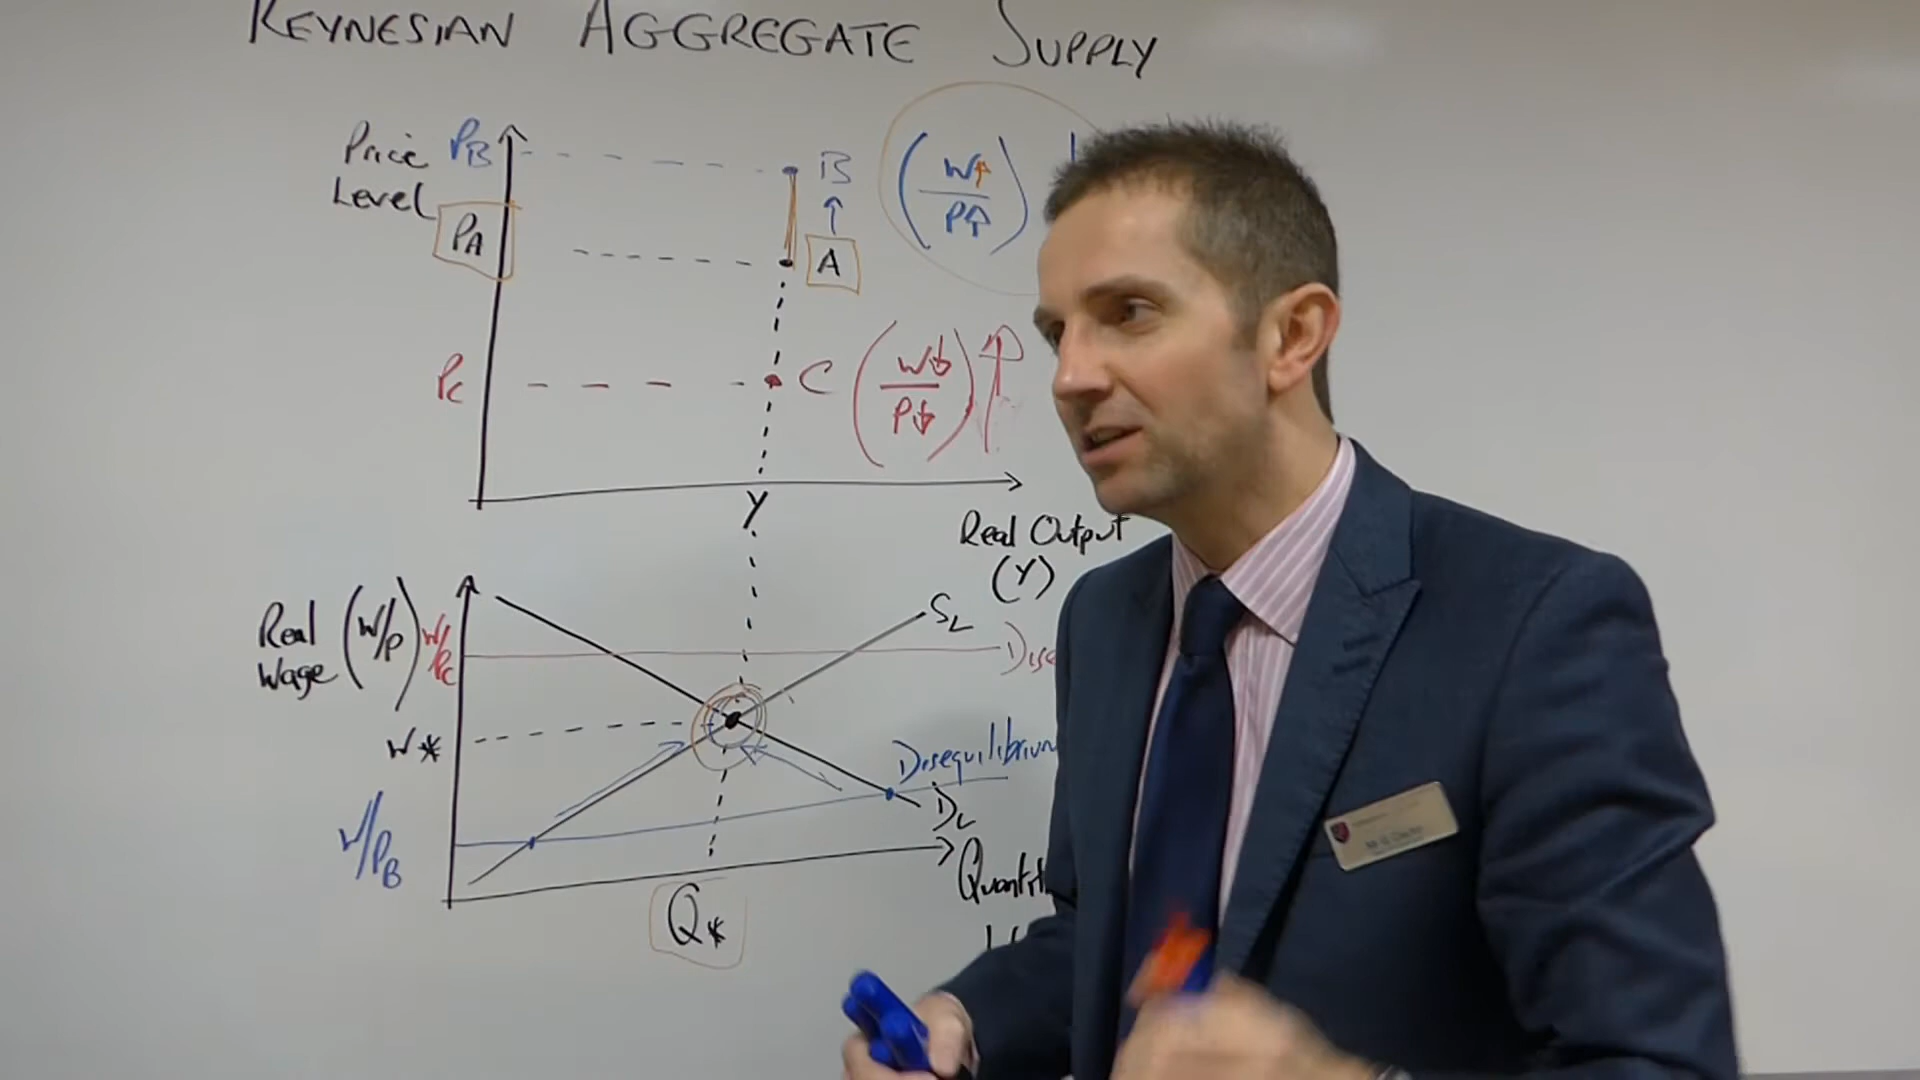 KEYNESIAN AGGREGATE SUPPLY
Price Level
PB
B
(W↑/P↑)
PA
A
PC
C
(W↓/P↓)↑
Y
Real Output (Y)
Real Wage (W/P)
W/PC
SL
W*
Disequilibrium
DL
W/PB
Q*